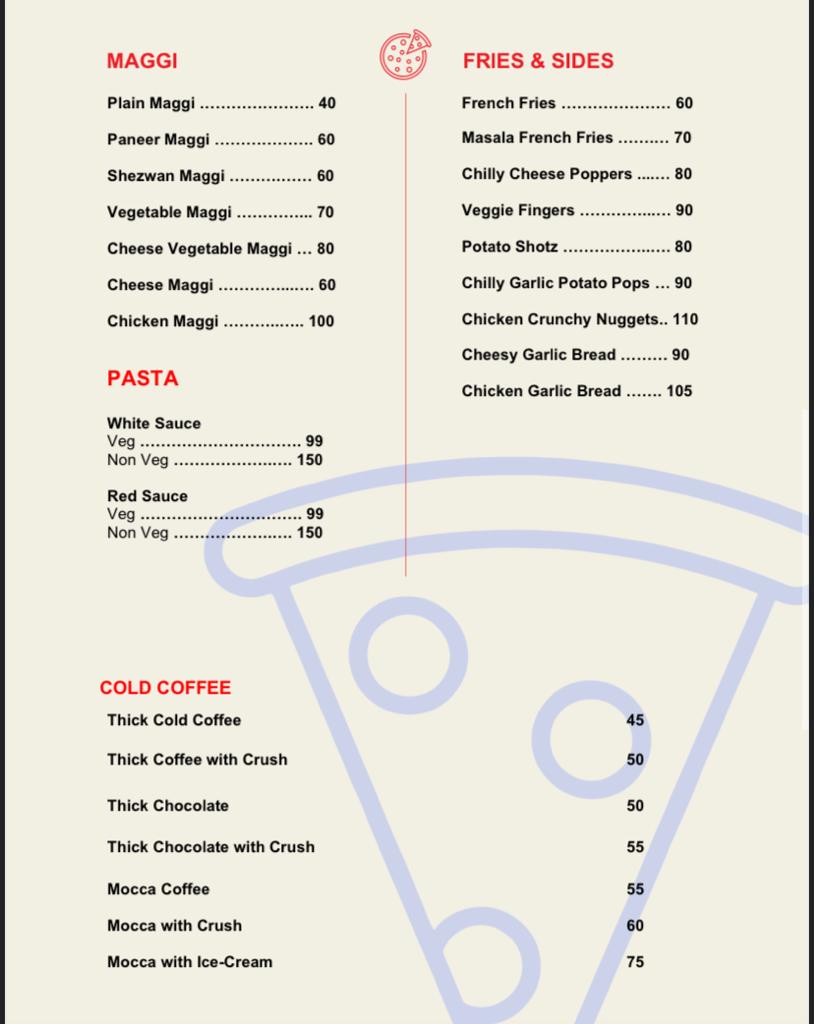 MAGGI
Plain Maggi ........................ 40
Paneer Maggi ..................... 60
Shezwan Maggi .................. 60
Vegetable Maggi ................ 70
Cheese Vegetable Maggi ... 80
Cheese Maggi .................... 60
Chicken Maggi ................. 100
PASTA
White Sauce
Veg .................................. 99
Non Veg ......................... 150
Red Sauce
Veg .................................. 99
Non Veg ......................... 150
FRIES & SIDES
French Fries ....................... 60
Masala French Fries .......... 70
Chilly Cheese Poppers ....... 80
Veggie Fingers ................... 90
Potato Shotz ....................... 80
Chilly Garlic Potato Pops ... 90
Chicken Crunchy Nuggets.. 110
Cheesy Garlic Bread ......... 90
Chicken Garlic Bread ....... 105
COLD COFFEE
Thick Cold Coffee 45
Thick Coffee with Crush 50
Thick Chocolate 50
Thick Chocolate with Crush 55
Mocca Coffee 55
Mocca with Crush 60
Mocca with Ice-Cream 75